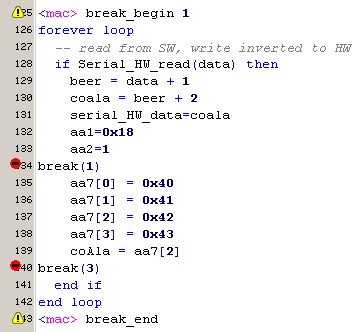 125 <mac> break_begin 1
126 forever loop
127 -- read from SW, write inverted to HW
128 if Serial_HW_read(data) then
129 beer = data + 1
130 coala = beer + 2
131 serial_HW_data=coala
132 aa1=0x18
133 aa2=1
134 break(1)
135 aa7[0] = 0x40
136 aa7[1] = 0x41
137 aa7[2] = 0x42
138 aa7[3] = 0x43
139 coAla = aa7[2]
140 break(3)
141 end if
142 end loop
143 <mac> break_end